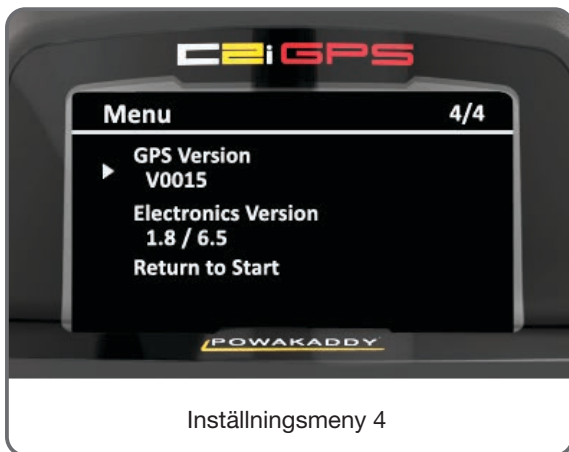 C2i GPS
Menu 4/4
GPS Version
V0015
Electronics Version
1.8 / 6.5
Return to Start
POWAKADDY
Inställningsmeny 4